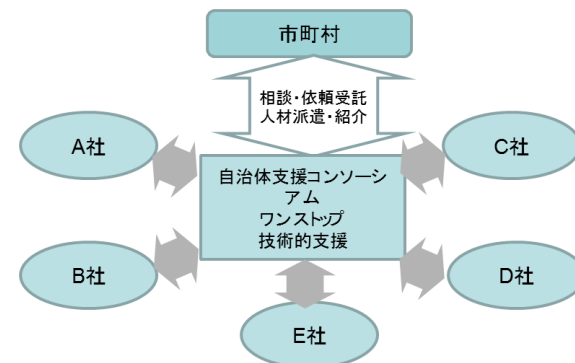 市町村
相談・依頼受託
人材派遣・紹介
A社
C社
自治体支援コンソーシ
アム
ワンストップ
技術的支援
B社
D社
E社